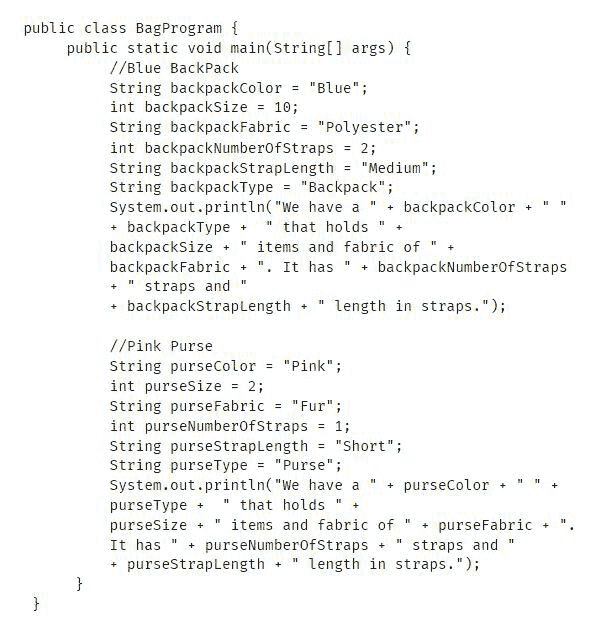 public class BagProgram {
public static void main(String[] args) {
//Blue BackPack
String backpackColor = "Blue";
int backpackSize = 10;
String backpackFabric = "Polyester";
int backpackNumberOfStraps = 2;
String backpackStrapLength = "Medium";
String backpackType = "Backpack";
System.out.println("We have a " + backpackColor + " "
+ backpackType +  " that holds " +
backpackSize + " items and fabric of " +
backpackFabric + ". It has " + backpackNumberOfStraps
+ " straps and "
+ backpackStrapLength + " length in straps.");

//Pink Purse
String purseColor = "Pink";
int purseSize = 2;
String purseFabric = "Fur";
int purseNumberOfStraps = 1;
String purseStrapLength = "Short";
String purseType = "Purse";
System.out.println("We have a " + purseColor + " " +
purseType +  " that holds " +
purseSize + " items and fabric of " + purseFabric + ".
It has " + purseNumberOfStraps + " straps and "
+ purseStrapLength + " length in straps.");
}
}